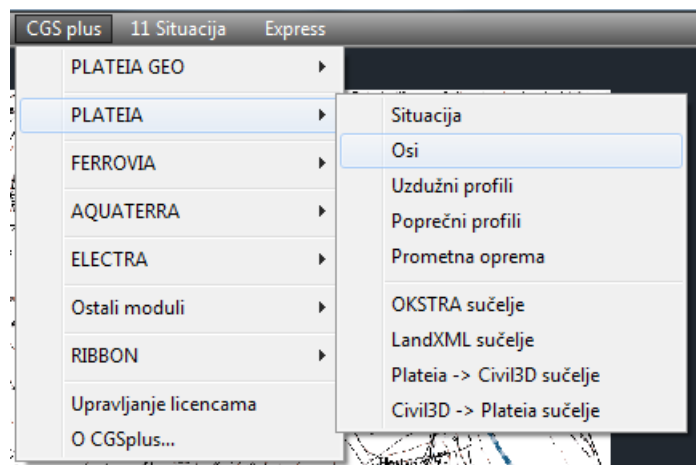 CGS plus 11 Situacija Express
PLATEIA GEO
PLATEIA
FERROVIA
AQUATERRA
ELECTRA
Ostali moduli
RIBBON
Upravljanje licencama
O CGSplus...
Situacija
Osi
Uzdužni profili
Poprečni profili
Prometna oprema
OKSTRA sučelje
LandXML sučelje
Plateia -> Civil3D sučelje
Civil3D -> Plateia sučelje